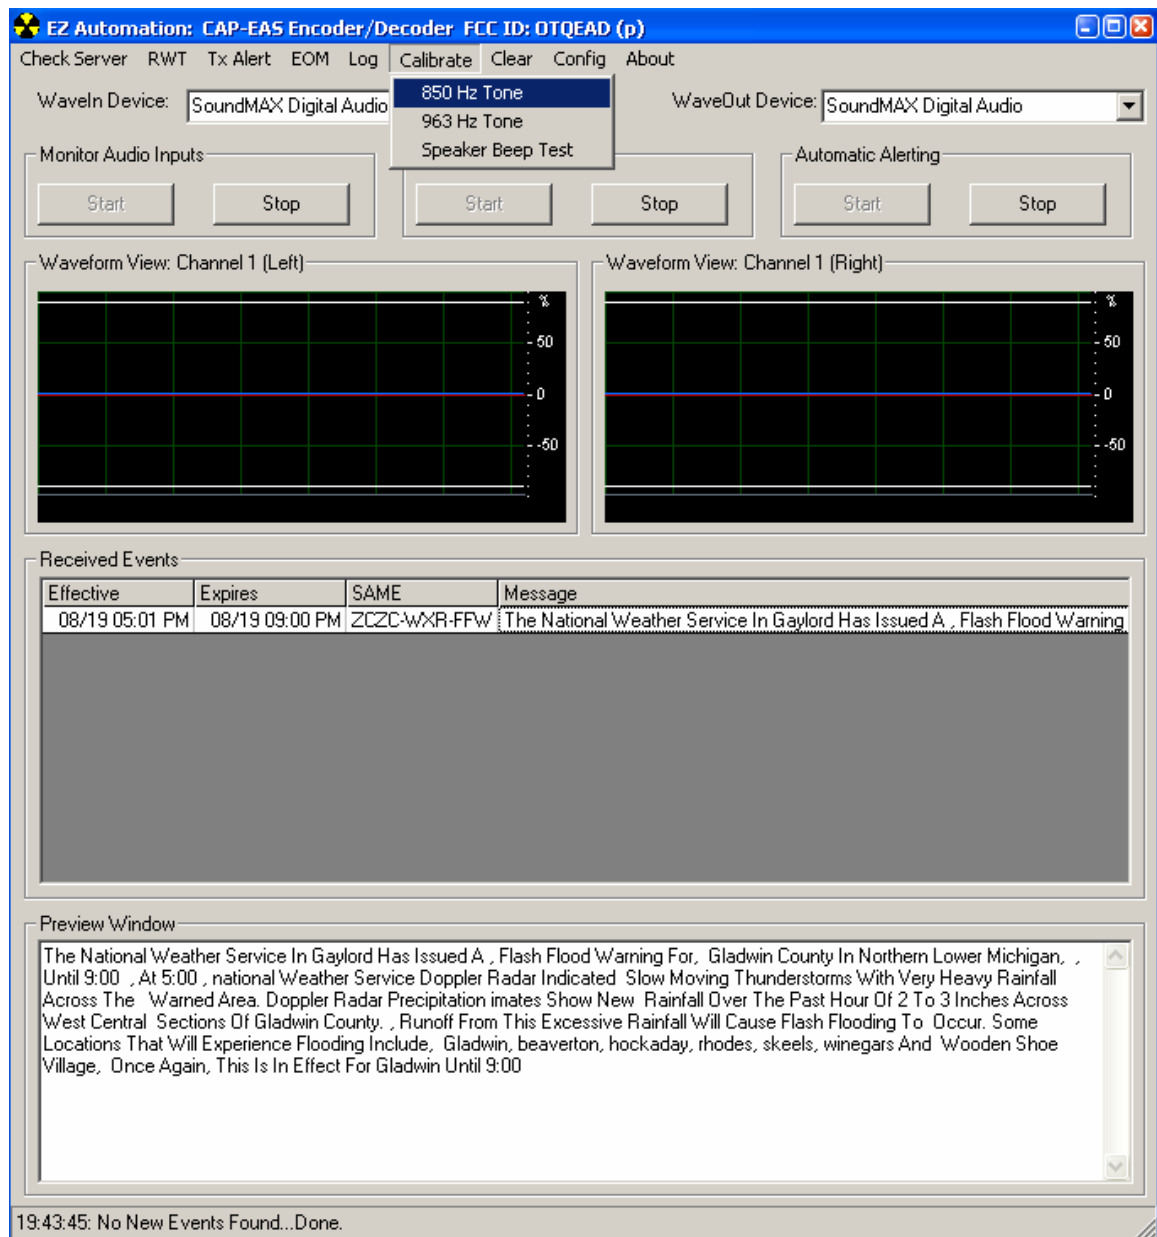 EZ Automation: CAP-EAS Encoder/Decoder FCC ID: OTQEAD (p)
Check Server RWT Tx Alert EOM Log Calibrate Clear Config About
850 Hz Tone
963 Hz Tone
Speaker Beep Test
WaveIn Device: SoundMAX Digital Audio
WaveOut Device: SoundMAX Digital Audio
Monitor Audio Inputs
Automatic Alerting
Start Stop Start Stop Start Stop
Waveform View: Channel 1 (Left)
Waveform View: Channel 1 (Right)
% %
50 50
0 0
-50 -50
Received Events
Effective Expires SAME Message
08/19 05:01 PM 08/19 09:00 PM ZCZC-WXR-FFW The National Weather Service In Gaylord Has Issued A , Flash Flood Warning
Preview Window
The National Weather Service In Gaylord Has Issued A , Flash Flood Warning For, Gladwin County In Northern Lower Michigan, ,
Until 9:00 , At 5:00 , national Weather Service Doppler Radar Indicated Slow Moving Thunderstorms With Very Heavy Rainfall
Across The Warned Area. Doppler Radar Precipitation imates Show New Rainfall Over The Past Hour Of 2 To 3 Inches Across
West Central Sections Of Gladwin County. , Runoff From This Excessive Rainfall Will Cause Flash Flooding To Occur. Some
Locations That Will Experience Flooding Include, Gladwin, beaverton, hockaday, rhodes, skeels, winegars And Wooden Shoe
Village, Once Again, This Is In Effect For Gladwin Until 9:00
19:43:45: No New Events Found...Done.